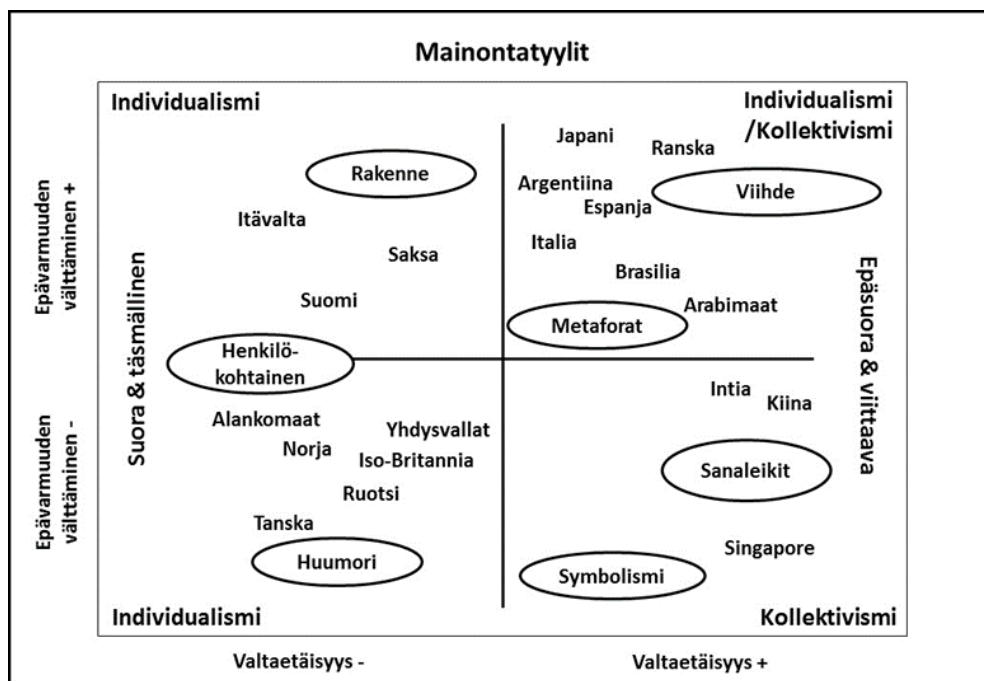 Mainontatyylit
Individualismi
Individualismi
/Kollektivismi
Japani
Ranska
Rakenne
Argentiina
Viihde
Espanja
Itävalta
Italia
Saksa
Brasilia
Suomi
Arabimaat
Metaforat
Henkilö-
kohtainen
Intia
Kiina
Alankomaat
Yhdysvallat
Norja
Iso-Britannia
Sanaleikit
Ruotsi
Tanska
Huumori
Singapore
Symbolismi
Individualismi
Kollektivismi
Epävarmuuden
välttäminen +
Epävarmuuden
välttäminen -
Suora & täsmällinen
Epäsuora & viittaava
Valtaetäisyys -
Valtaetäisyys +